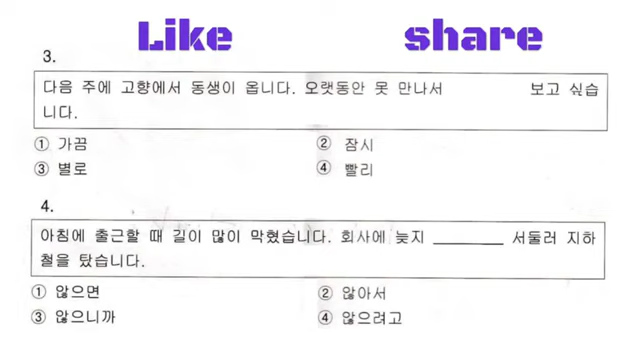 Like share
3.
다음 주에 고향에서 동생이 옵니다. 오랫동안 못 만나서 보고 싶습
니다.
① 가끔 ② 잠시
③ 별로 ④ 빨리
4.
아침에 출근할 때 길이 많이 막혔습니다. 회사에 늦지 ________ 서둘러 지하
철을 탔습니다.
① 않으면 ② 않아서
③ 않으니까 ④ 않으려고